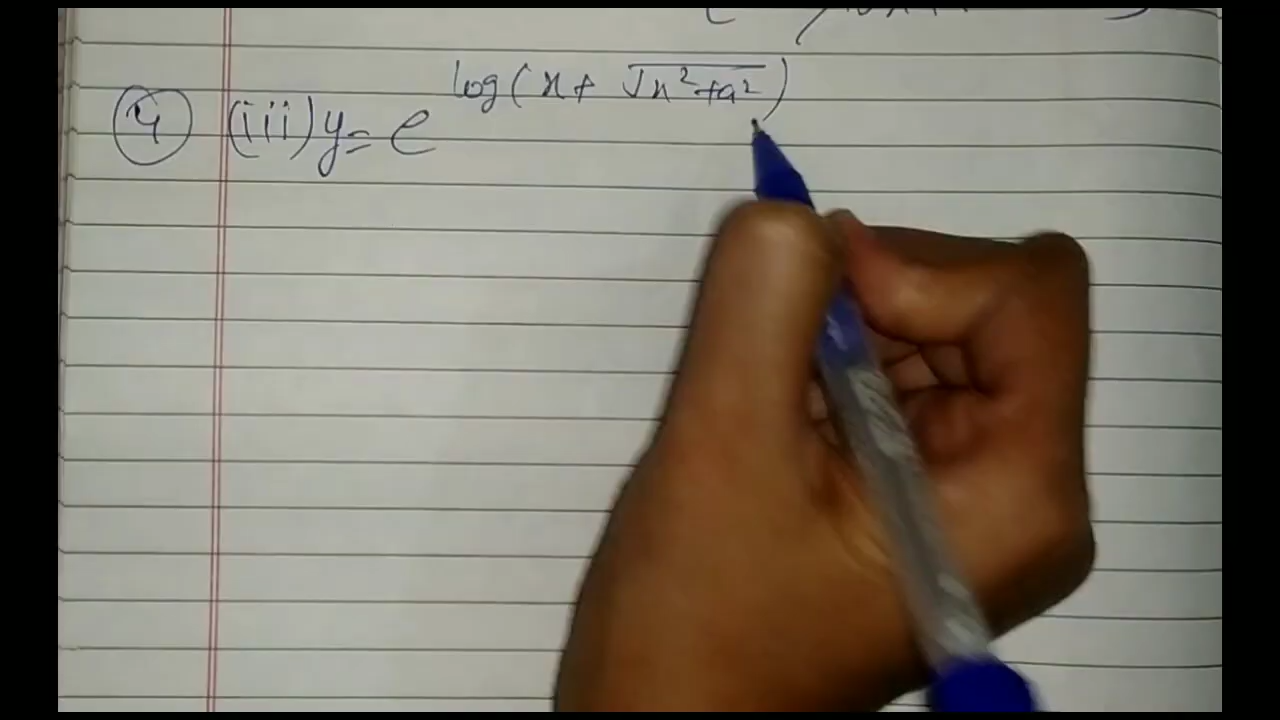 ④ (iii) y = e^log(x + √x²+a²)